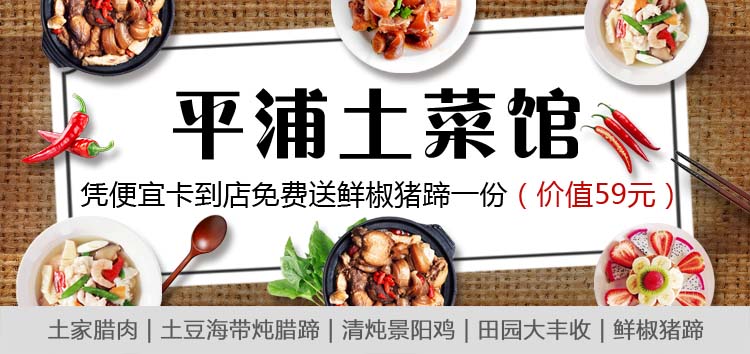 平浦土菜馆
凭便宜卡到店免费送鲜椒猪蹄一份（价值59元）
土家腊肉 | 土豆海带炖腊蹄 | 清炖景阳鸡 | 田园大丰收 | 鲜椒猪蹄